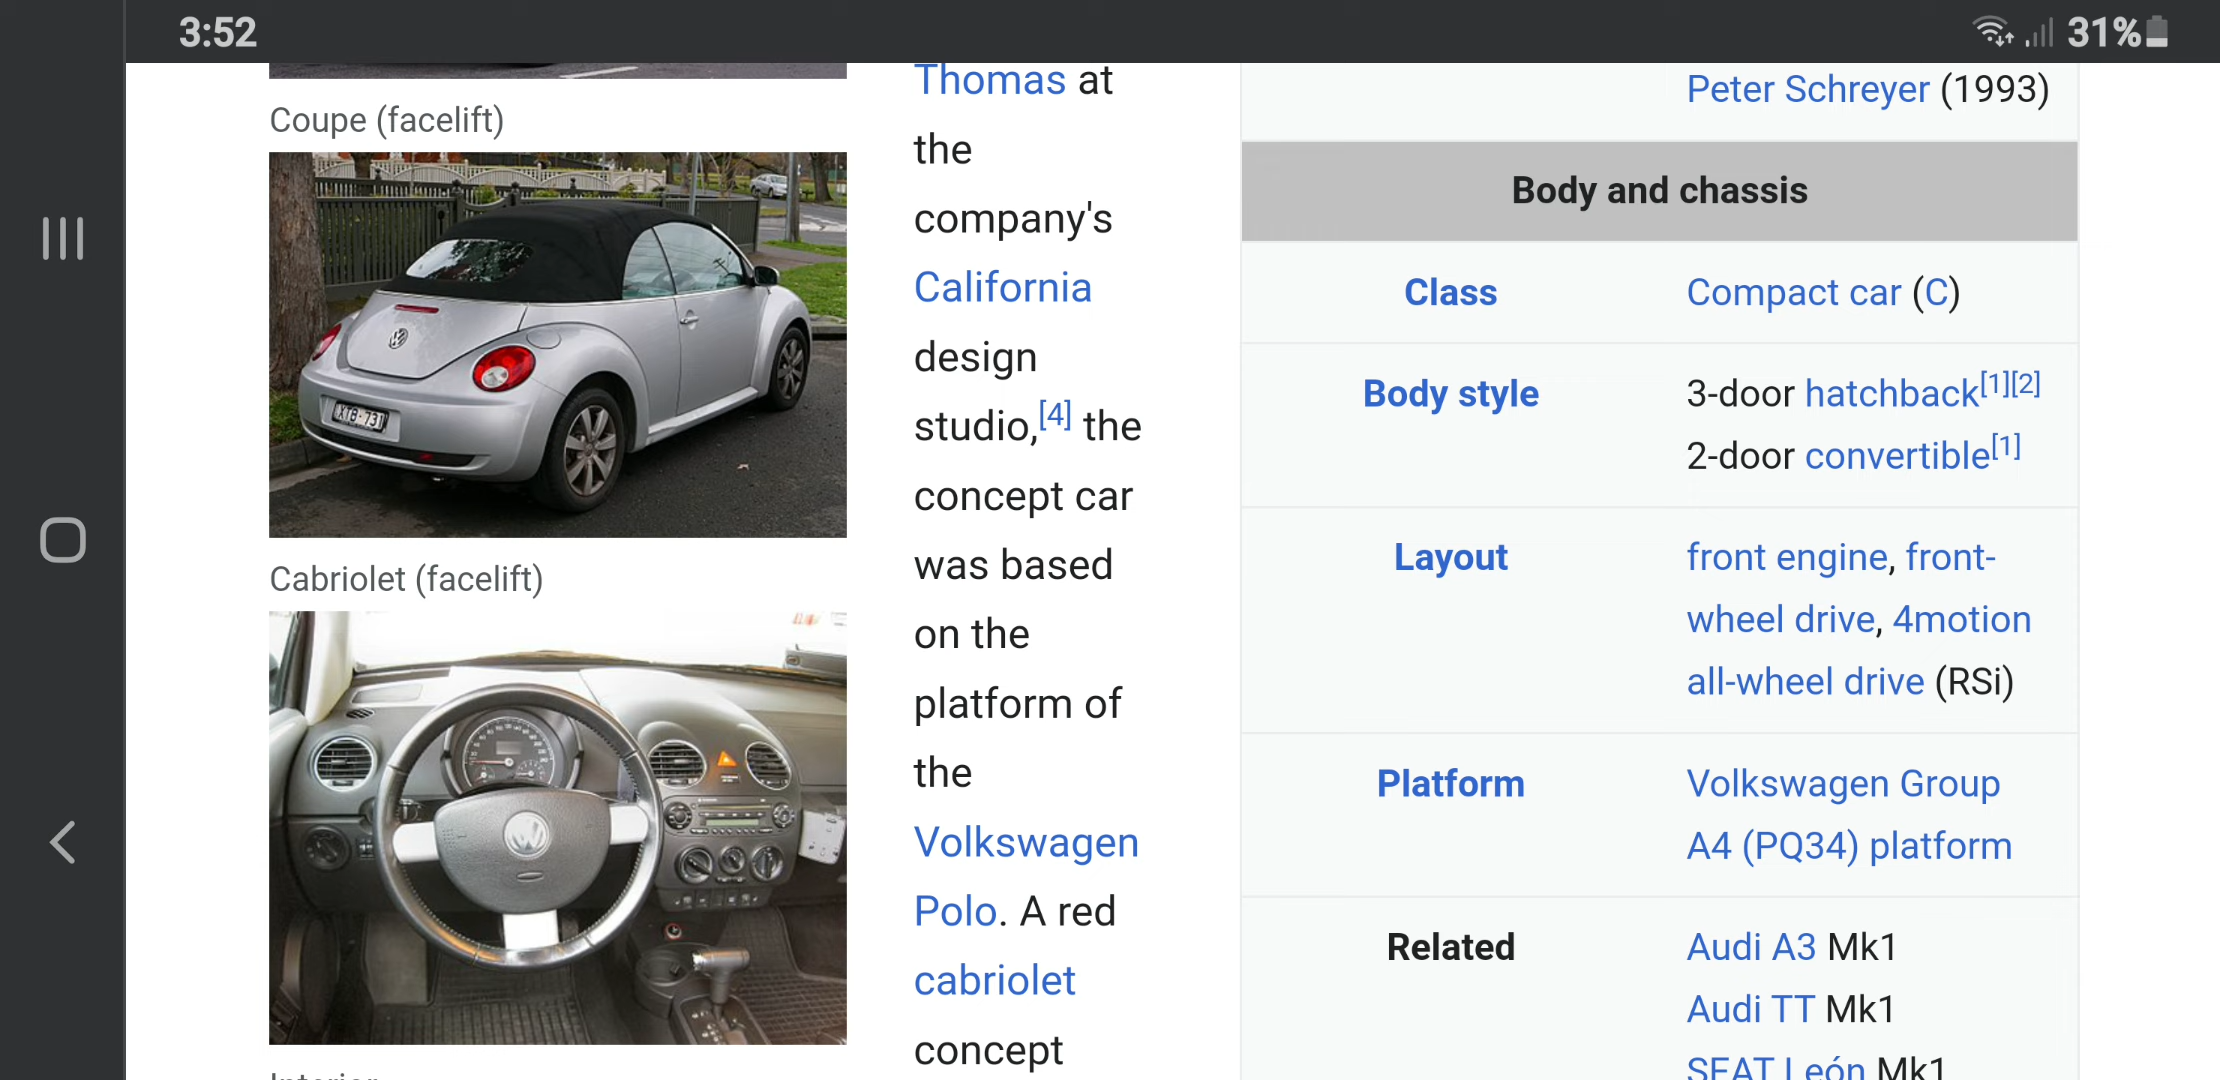 3:52
31%
Coupe (facelift)
XTB-731
Cabriolet (facelift)
Thomas at
the
company's
California
design
studio,[4] the
concept car
was based
on the
platform of
the
Volkswagen
Polo. A red
cabriolet
concept
Peter Schreyer (1993)
Body and chassis
Class
Compact car (C)
Body style
3-door hatchback[1][2]
2-door convertible[1]
Layout
front engine, front-
wheel drive, 4motion
all-wheel drive (RSi)
Platform
Volkswagen Group
A4 (PQ34) platform
Related
Audi A3 Mk1
Audi TT Mk1
SEAT León Mk1